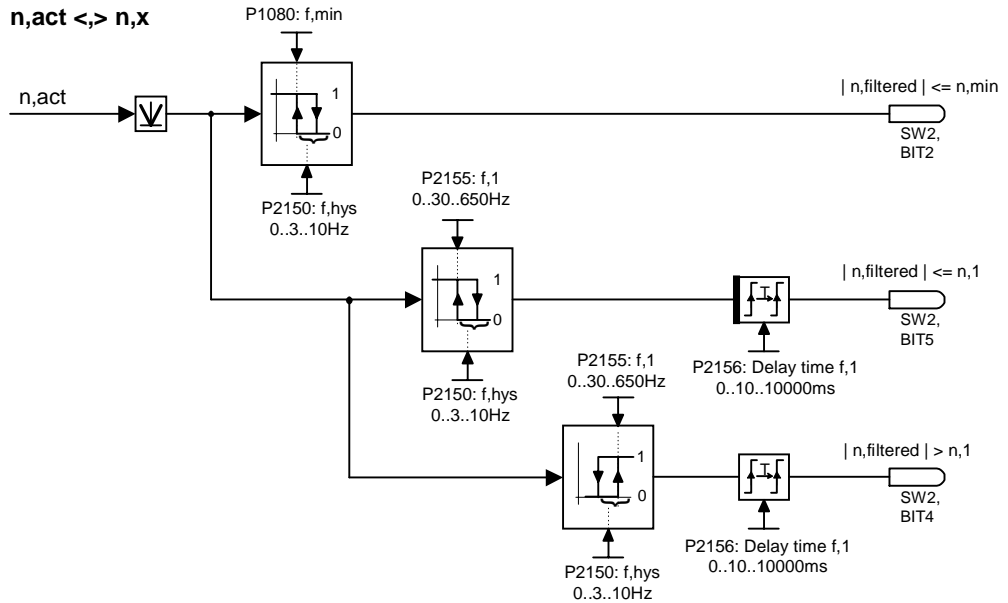 n,act <,> n,x
P1080: f,min
n,act
1
0
| n,filtered | <= n,min
SW2,
BIT2
P2150: f,hys
0..3..10Hz
P2155: f,1
0..30..650Hz
1
0
| n,filtered | <= n,1
T
SW2,
BIT5
P2150: f,hys
0..3..10Hz
P2156: Delay time f,1
0..10..10000ms
P2155: f,1
0..30..650Hz
1
0
| n,filtered | > n,1
T
SW2,
BIT4
P2150: f,hys
0..3..10Hz
P2156: Delay time f,1
0..10..10000ms